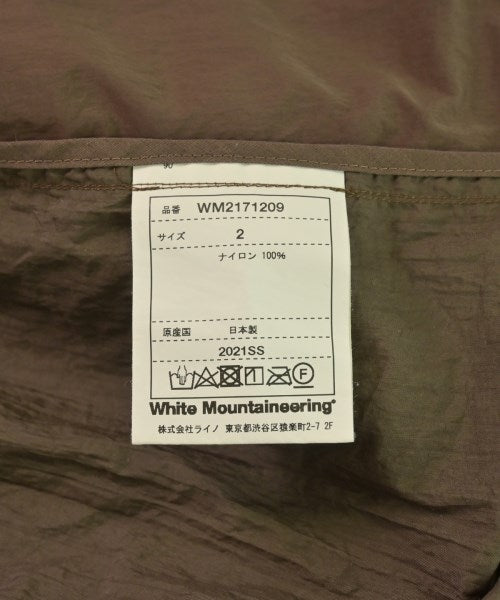 品番 WM2171209
サイズ 2
ナイロン 100%
原産国 日本製
2021SS
F
White Mountaineering®
株式会社ライノ 東京都渋谷区猿楽町2-7 2F